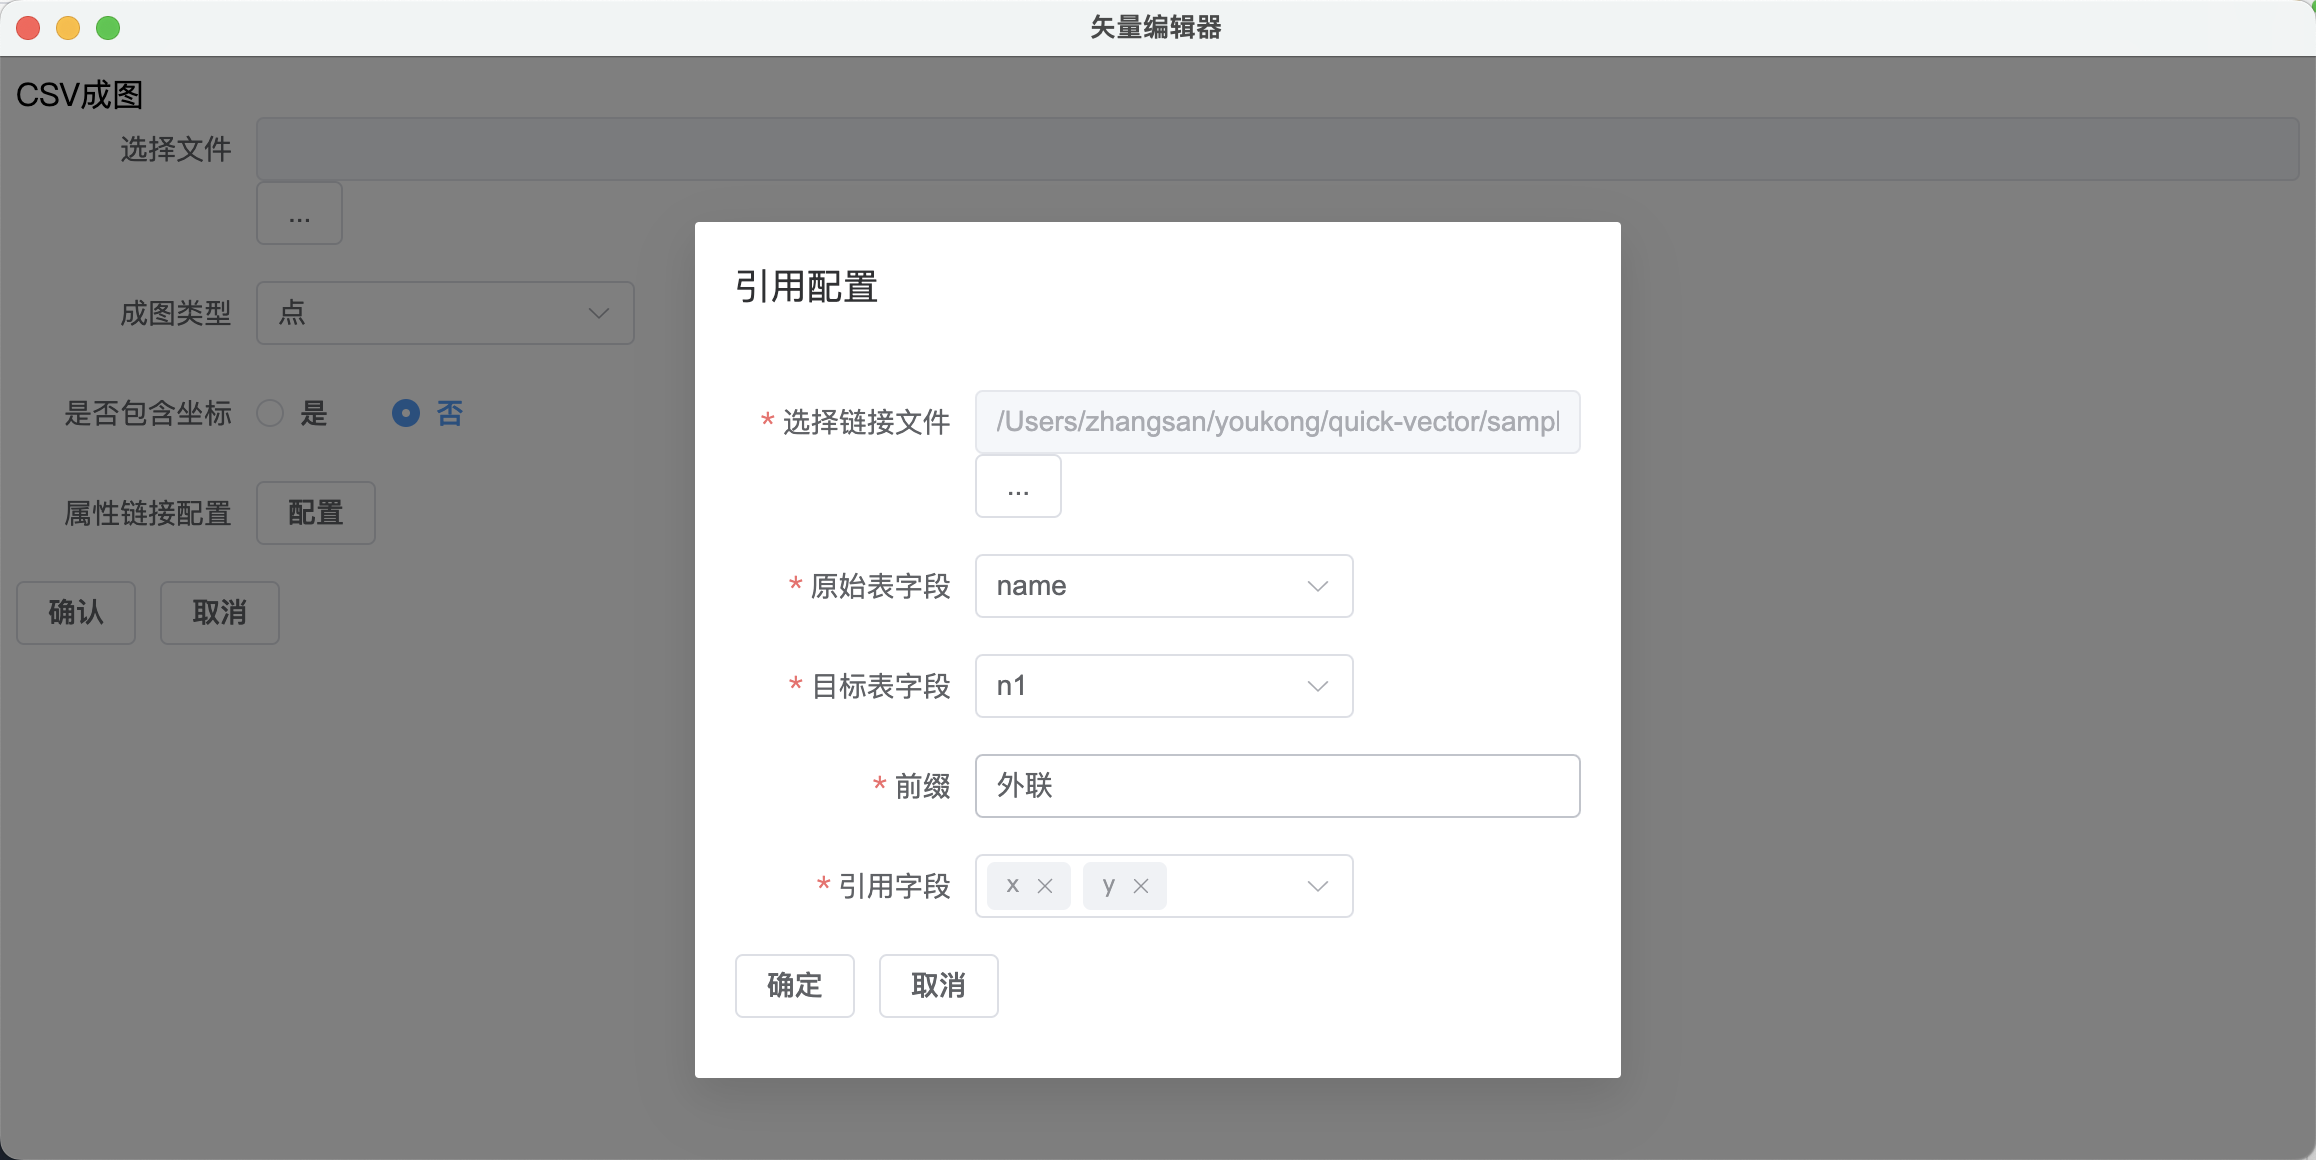 矢量编辑器
CSV成图
选择文件
...
成图类型 点
是否包含坐标 是 否
属性链接配置 配置
确认 取消
引用配置
* 选择链接文件 /Users/zhangsan/youkong/quick-vector/sampl
...
* 原始表字段 name
* 目标表字段 n1
* 前缀 外联
* 引用字段 x y
确定 取消